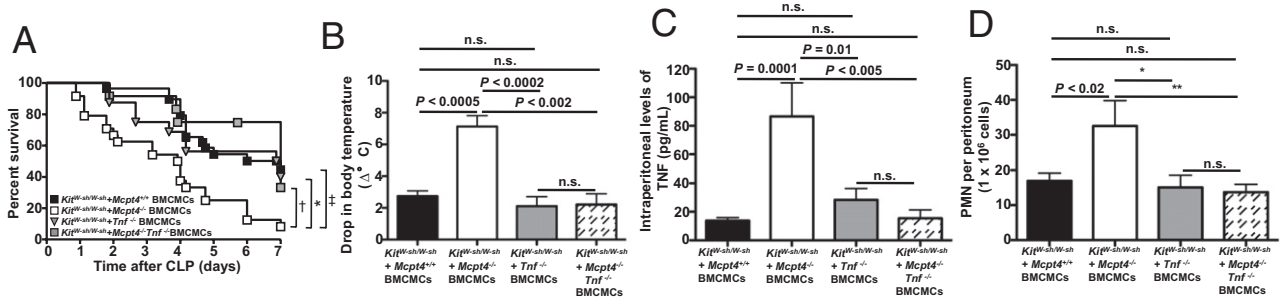 A
Percent survival
100
80
60
40
20
0
Kit^W-sh/W-sh+Mcpt4^+/+ BMCMCs
Kit^W-sh/W-sh+Mcpt4^-/- BMCMCs
Kit^W-sh/W-sh+Tnf ^-/- BMCMCs
Kit^W-sh/W-sh+Mcpt4^-/-Tnf ^-/-BMCMCs
† * ‡
0 1 2 3 4 5 6 7
Time after CLP (days)
B
Drop in body temperature
(Δ° C)
10
8
6
4
2
0
n.s.
n.s.
P < 0.0002
P < 0.0005
P < 0.002
n.s.
Kit^W-sh/W-sh
+ Mcpt4^+/+
BMCMCs
Kit^W-sh/W-sh
+ Mcpt4^-/-
BMCMCs
Kit^W-sh/W-sh
+ Tnf ^-/-
BMCMCs
Kit^W-sh/W-sh
+ Mcpt4^-/-
Tnf ^-/-
BMCMCs
C
Intraperitoneal levels of
TNF (pg/mL)
120
100
80
60
40
20
0
n.s.
n.s.
P = 0.01
P = 0.0001
P < 0.005
n.s.
Kit^W-sh/W-sh
+ Mcpt4^+/+
BMCMCs
Kit^W-sh/W-sh
+ Mcpt4^-/-
BMCMCs
Kit^W-sh/W-sh
+ Tnf ^-/-
BMCMCs
Kit^W-sh/W-sh
+ Mcpt4^-/-
Tnf ^-/-
BMCMCs
D
PMN per peritoneum
(1 x 10^6 cells)
50
40
30
20
10
0
n.s.
n.s.
*
P < 0.02
**
n.s.
Kit^W-sh/W-sh
+ Mcpt4^+/+
BMCMCs
Kit^W-sh/W-sh
+ Mcpt4^-/-
BMCMCs
Kit^W-sh/W-sh
+ Tnf ^-/-
BMCMCs
Kit^W-sh/W-sh
+ Mcpt4^-/-
Tnf ^-/-
BMCMCs